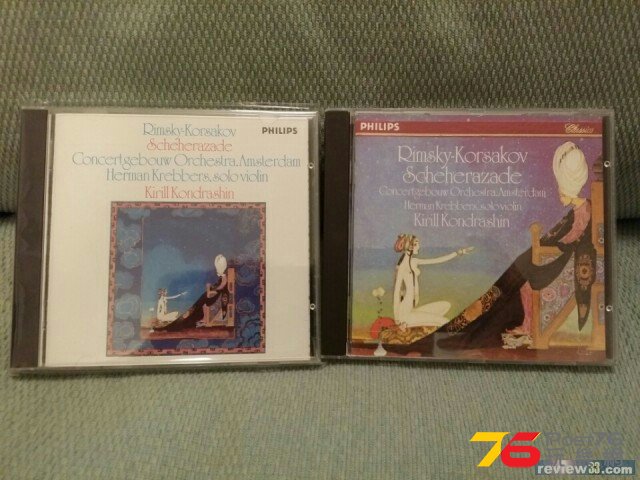 Rimsky-Korsakov
PHILIPS
Scheherazade
Concertgebouw Orchestra, Amsterdam
Herman Krebbers, solo violin
Kirill Kondrashin
PHILIPS
Classics
Rimsky-Korsakov
Scheherazade
Concertgebouw Orchestra, Amsterdam
Herman Krebbers, solo violin
Kirill Kondrashin
76
Post76
review33.com